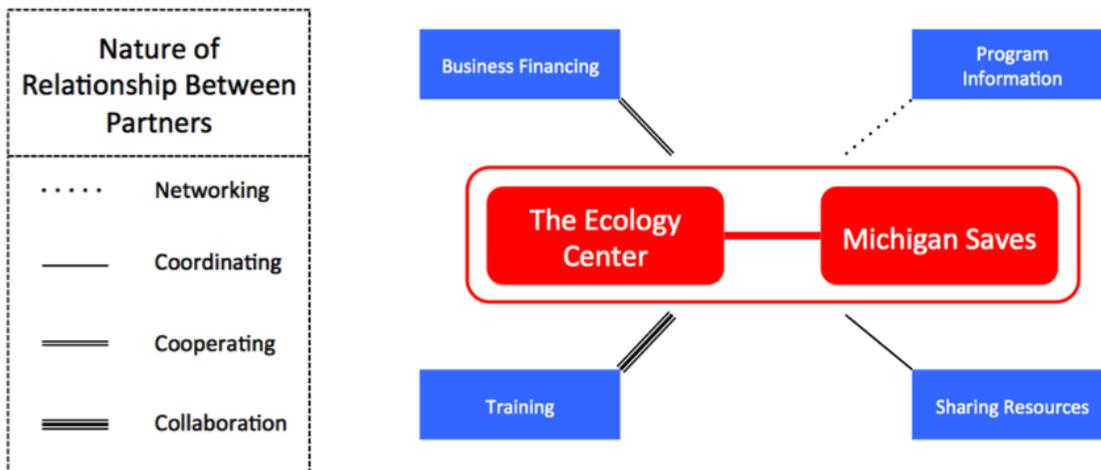 Nature of
Relationship Between
Partners
Networking
Coordinating
Cooperating
Collaboration
Business Financing
Program
Information
The Ecology
Center
Michigan Saves
Training
Sharing Resources